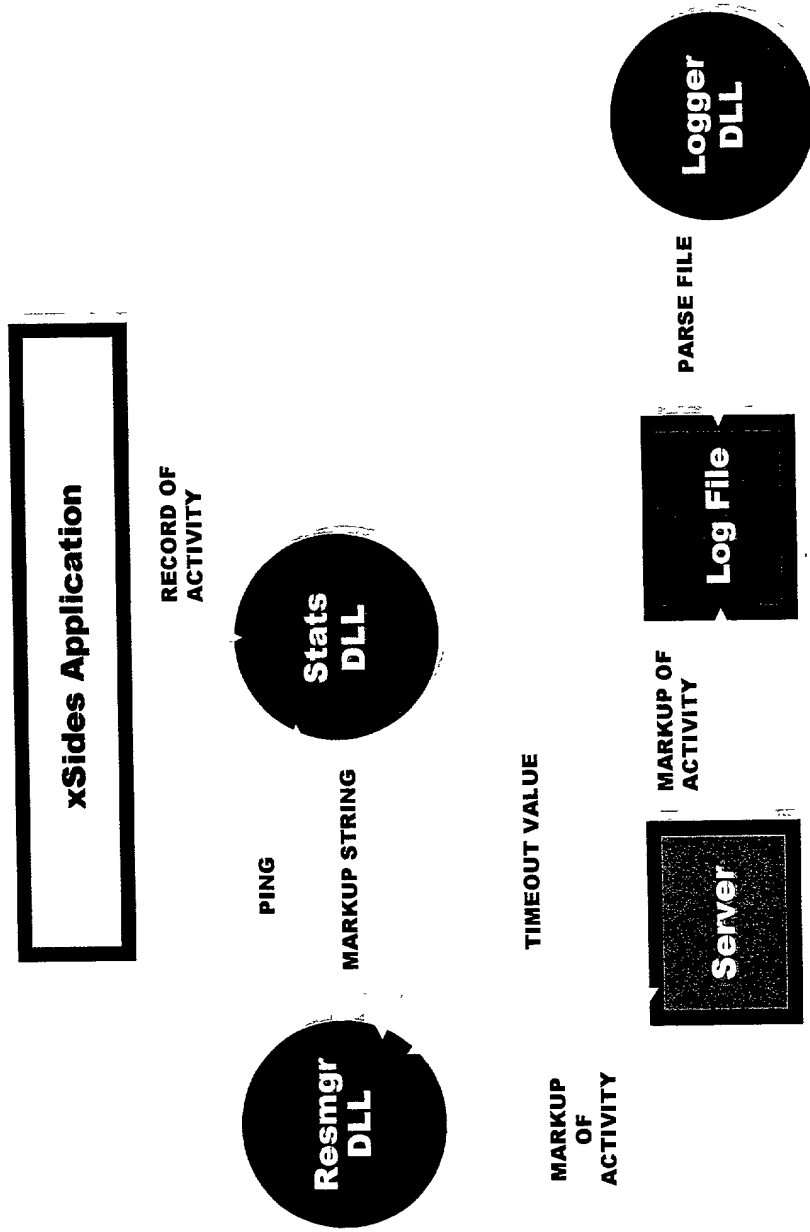 xSides Application
RECORD OF
ACTIVITY
PING
Stats
DLL
MARKUP STRING
Resmgr
DLL
TIMEOUT VALUE
MARKUP
OF
ACTIVITY
Server
MARKUP OF
ACTIVITY
Log File
PARSE FILE
Logger
DLL